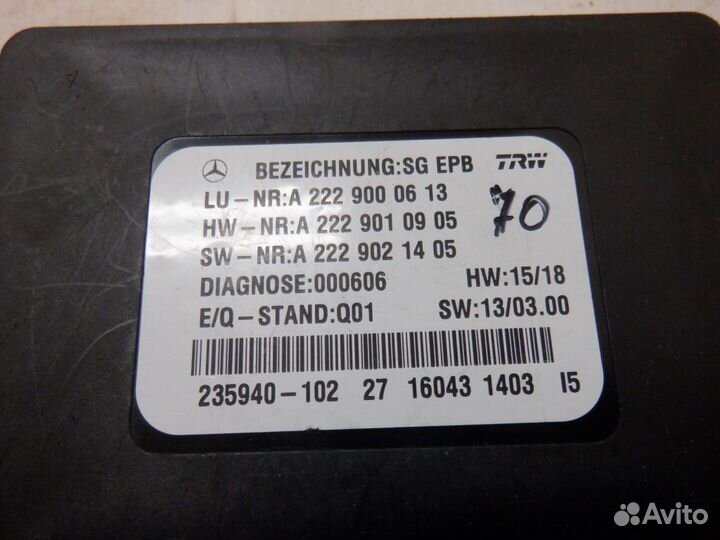 BEZEICHNUNG:SG EPB TRW
LU-NR:A 222 900 06 13
HW-NR:A 222 901 09 05
70
SW-NR:A 222 902 14 05
DIAGNOSE:000606 HW:15/18
E/Q-STAND:Q01 SW:13/03.00
235940-102 27 16043 1403 I5
Avito